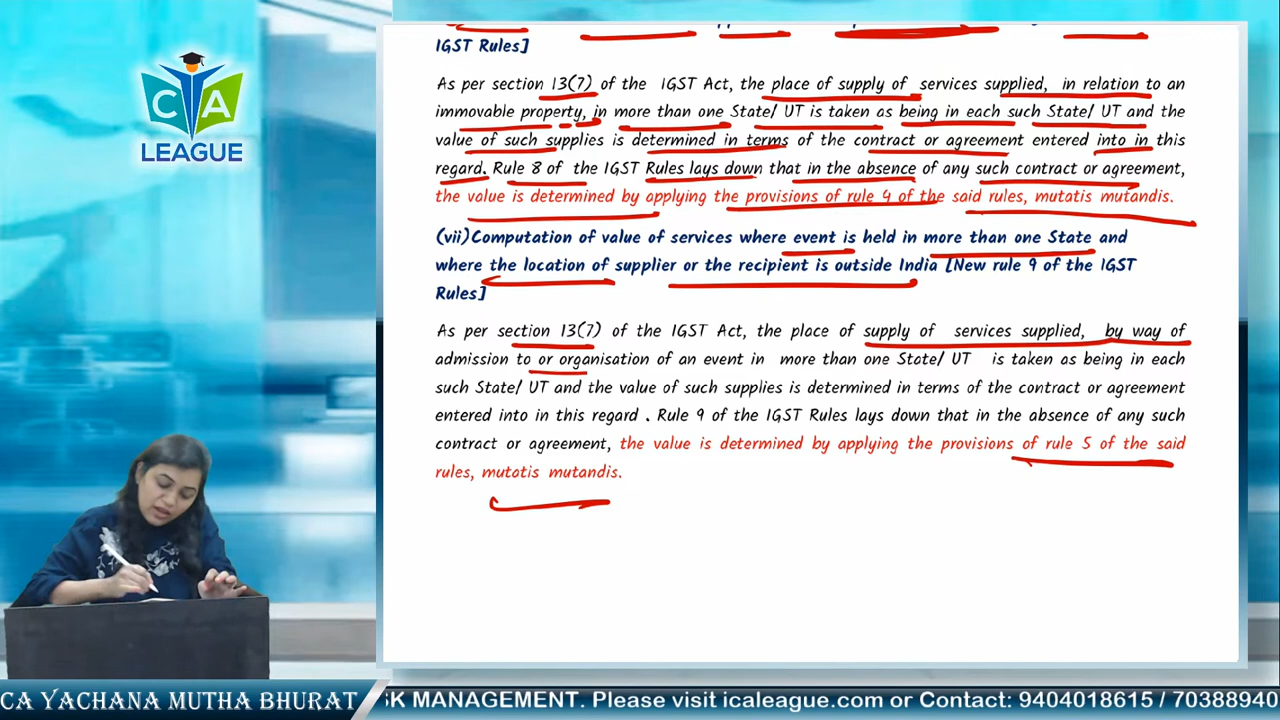 IGST Rules]
As per section 13(7) of the IGST Act, the place of supply of services supplied, in relation to an
immovable property, in more than one State/ UT is taken as being in each such State/ UT and the
value of such supplies is determined in terms of the contract or agreement entered into in this
regard. Rule 8 of the IGST Rules lays down that in the absence of any such contract or agreement,
the value is determined by applying the provisions of rule 4 of the said rules, mutatis mutandis.
(vii)Computation of value of services where event is held in more than one State and
where the location of supplier or the recipient is outside India [New rule 9 of the IGST
Rules]
As per section 13(7) of the IGST Act, the place of supply of services supplied, by way of
admission to or organisation of an event in more than one State/ UT is taken as being in each
such State/ UT and the value of such supplies is determined in terms of the contract or agreement
entered into in this regard . Rule 9 of the IGST Rules lays down that in the absence of any such
contract or agreement, the value is determined by applying the provisions of rule 5 of the said
rules, mutatis mutandis.
CA
LEAGUE
CA YACHANA MUTHA BHURAT
SK MANAGEMENT. Please visit icaleague.com or Contact: 9404018615 / 70388940